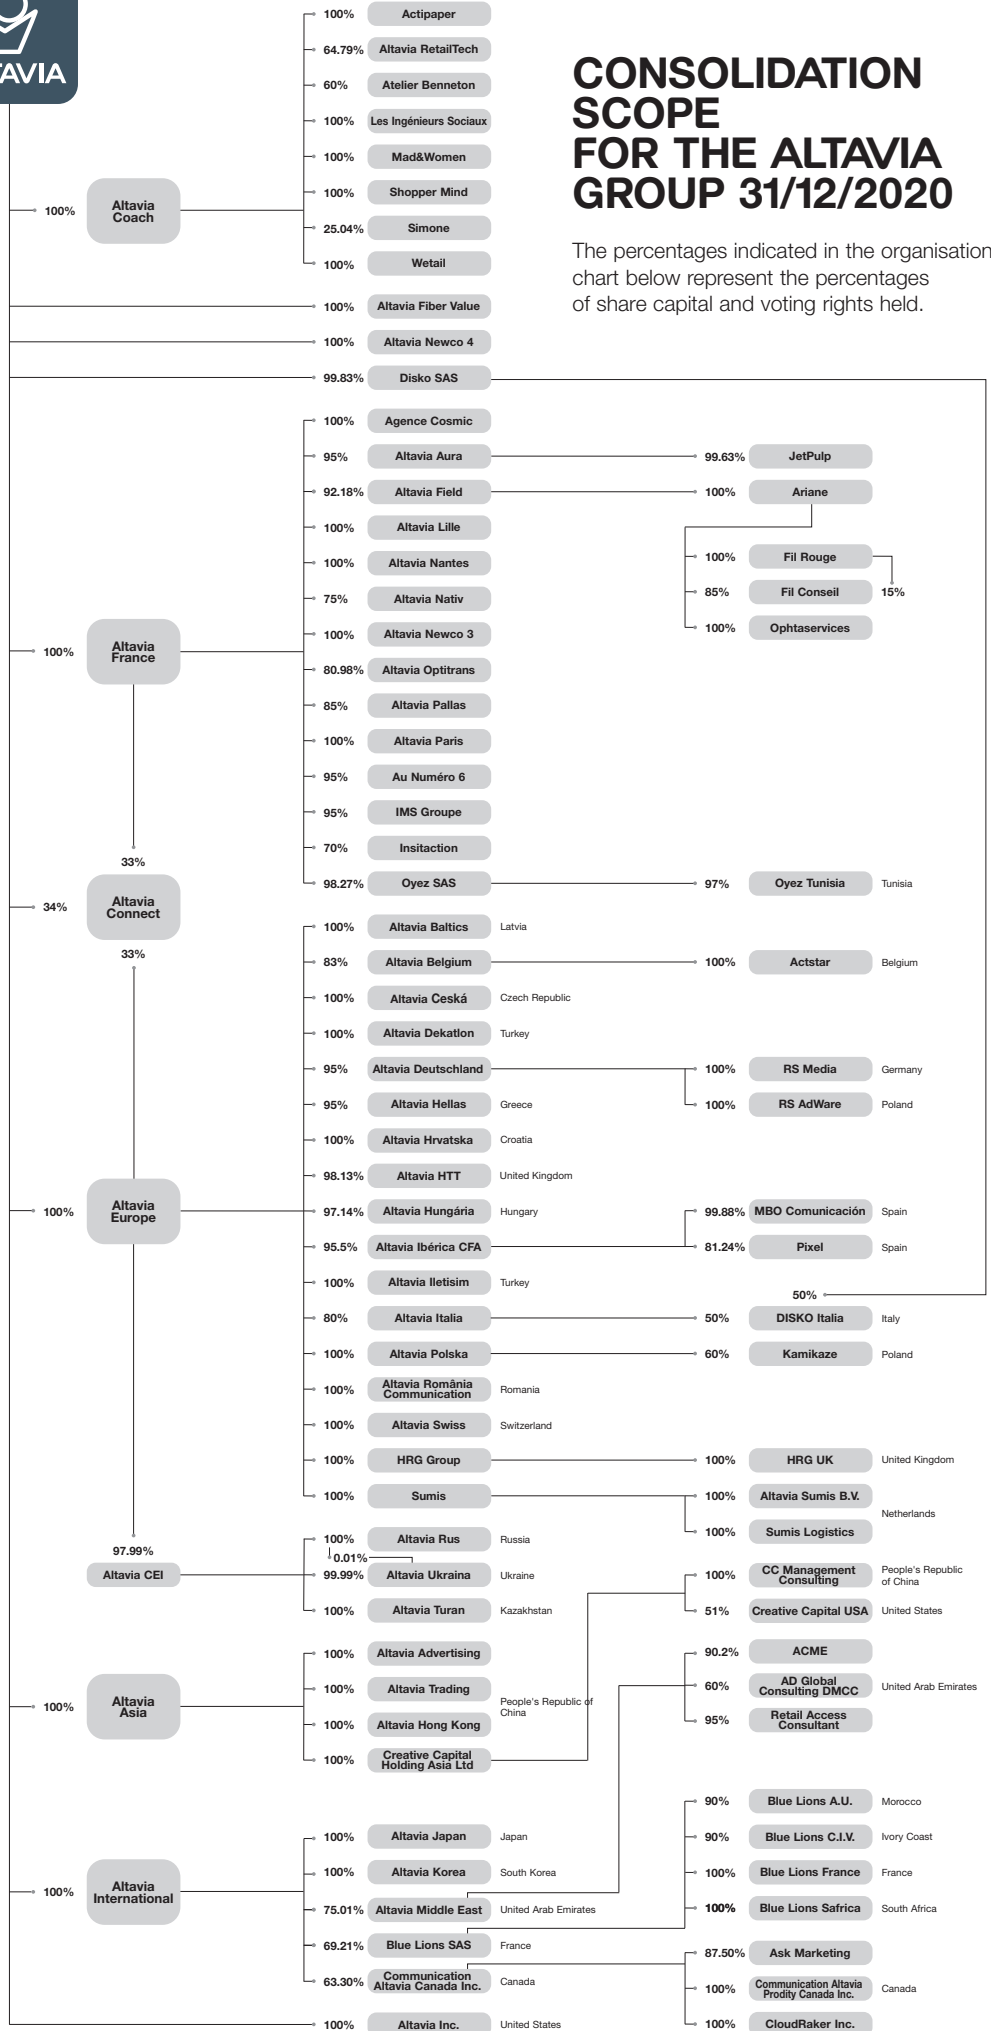 TAVIA
CONSOLIDATION
SCOPE
FOR THE ALTAVIA
GROUP 31/12/2020
The percentages indicated in the organisation
chart below represent the percentages
of share capital and voting rights held.
100% Altavia
Coach
100% Actipaper
64.79% Altavia RetailTech
60% Atelier Benneton
100% Les Ingénieurs Sociaux
100% Mad&Women
100% Shopper Mind
25.04% Simone
100% Wetail
100% Altavia Fiber Value
100% Altavia Newco 4
99.83% Disko SAS
100% Altavia
France
100% Agence Cosmic
95% Altavia Aura 99.63% JetPulp
92.18% Altavia Field 100% Ariane
100% Altavia Lille
100% Fil Rouge
100% Altavia Nantes
75% Altavia Nativ 85% Fil Conseil 15%
100% Altavia Newco 3 100% Ophtaservices
80.98% Altavia Optitrans
85% Altavia Pallas
100% Altavia Paris
95% Au Numéro 6
95% IMS Groupe
70% Insitaction
98.27% Oyez SAS 97% Oyez Tunisia Tunisia
33%
34% Altavia
Connect
33%
100% Altavia
Europe
100% Altavia Baltics Latvia
83% Altavia Belgium 100% Actstar Belgium
100% Altavia Česká Czech Republic
100% Altavia Dekatlon Turkey
95% Altavia Deutschland 100% RS Media Germany
95% Altavia Hellas Greece 100% RS AdWare Poland
100% Altavia Hrvatska Croatia
98.13% Altavia HTT United Kingdom
97.14% Altavia Hungária Hungary 99.88% MBO Comunicación Spain
95.5% Altavia Ibérica CFA 81.24% Pixel Spain
100% Altavia Iletisim Turkey
50%
80% Altavia Italia 50% DISKO Italia Italy
100% Altavia Polska 60% Kamikaze Poland
100% Altavia România
Communication Romania
100% Altavia Swiss Switzerland
100% HRG Group 100% HRG UK United Kingdom
100% Sumis 100% Altavia Sumis B.V.
Netherlands
100% Sumis Logistics
97.99%
Altavia CEI
100% Altavia Rus Russia
0.01%
99.99% Altavia Ukraina Ukraine
100% Altavia Turan Kazakhstan
100% CC Management
Consulting People's Republic
of China
51% Creative Capital USA United States
100% Altavia
Asia
100% Altavia Advertising
100% Altavia Trading
People's Republic of
China
100% Altavia Hong Kong
100% Creative Capital
Holding Asia Ltd
90.2% ACME
60% AD Global
Consulting DMCC United Arab Emirates
95% Retail Access
Consultant
100% Altavia
International
100% Altavia Japan Japan
100% Altavia Korea South Korea
75.01% Altavia Middle East United Arab Emirates
69.21% Blue Lions SAS France
63.30% Communication
Altavia Canada Inc. Canada
90% Blue Lions A.U. Morocco
90% Blue Lions C.I.V. Ivory Coast
100% Blue Lions France France
100% Blue Lions Safrica South Africa
87.50% Ask Marketing
100% Communication Altavia
Prodity Canada Inc. Canada
100% CloudRaker Inc.
100% Altavia Inc. United States